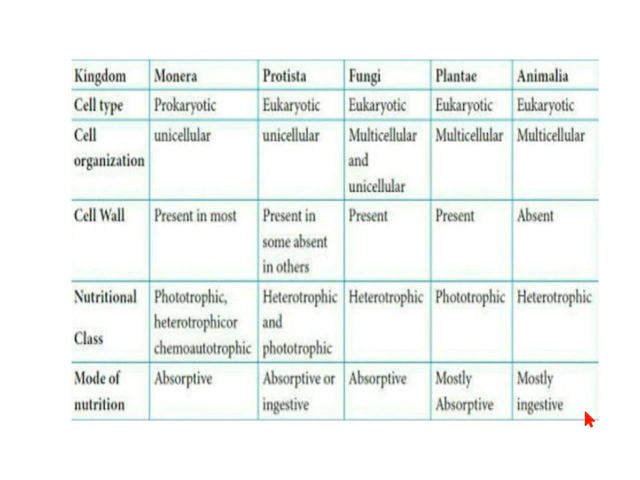 Kingdom Monera Protista Fungi Plantae Animalia
Cell type Prokaryotic Eukaryotic Eukaryotic Eukaryotic Eukaryotic
Cell unicellular unicellular Multicellular Multicellular Multicellular
organization and
unicellular
Cell Wall Present in most Present in Present Present Absent
some absent
in others
Nutritional Phototrophic, Heterotrophic Heterotrophic Phototrophic Heterotrophic
heterotrophicor and
Class chemoautotrophic phototrophic
Mode of Absorptive Absorptive or Absorptive Mostly Mostly
nutrition ingestive Absorptive ingestive